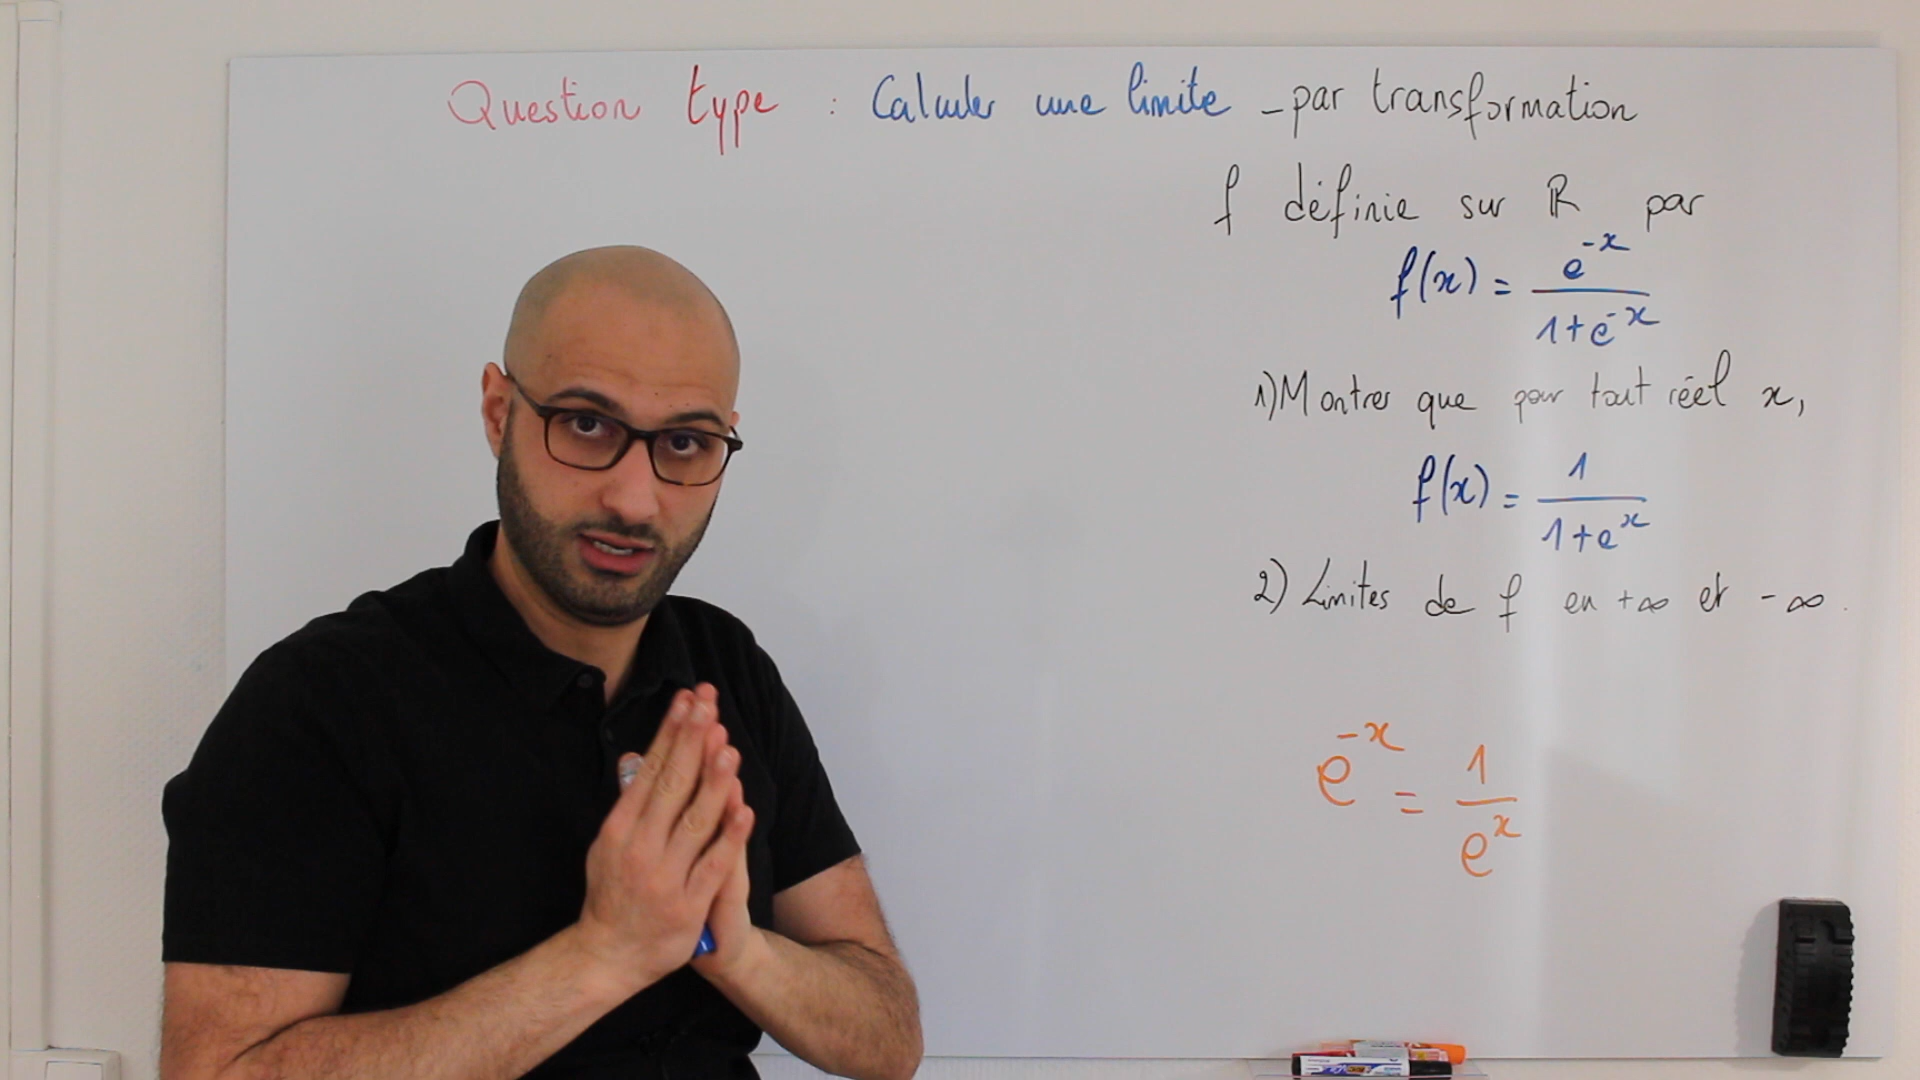 Question type : Calculer une limite - par transformation
f définie sur ℝ par
f(x) = e^{-x} / (1+e^{-x})
1) Montrer que pour tout réel x,
f(x) = 1 / (1+e^x)
2) Limites de f en +∞ et -∞.
e^{-x} = 1 / e^x